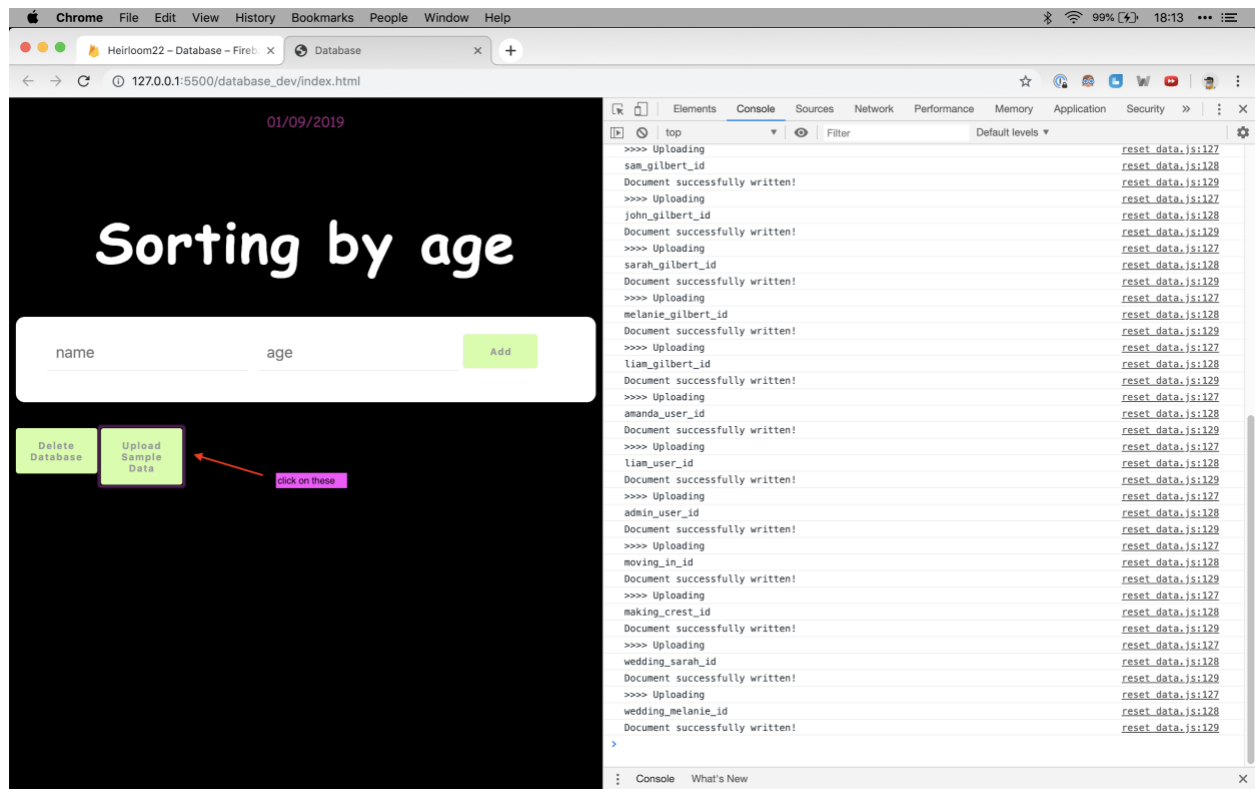 Chrome File Edit View History Bookmarks People Window Help 99% 18:13
Heirloom22 – Database – Fireb
Database
127.0.0.1:5500/database_dev/index.html
01/09/2019
Sorting by age
name age Add
Delete Database
Upload Sample Data
click on these
Elements Console Sources Network Performance Memory Application Security »
top Filter Default levels
>>>> Uploading reset_data.js:127
sam_gilbert_id reset_data.js:128
Document successfully written! reset_data.js:129
>>>> Uploading reset_data.js:127
john_gilbert_id reset_data.js:128
Document successfully written! reset_data.js:129
>>>> Uploading reset_data.js:127
sarah_gilbert_id reset_data.js:128
Document successfully written! reset_data.js:129
>>>> Uploading reset_data.js:127
melanie_gilbert_id reset_data.js:128
Document successfully written! reset_data.js:129
>>>> Uploading reset_data.js:127
liam_gilbert_id reset_data.js:128
Document successfully written! reset_data.js:129
>>>> Uploading reset_data.js:127
amanda_user_id reset_data.js:128
Document successfully written! reset_data.js:129
>>>> Uploading reset_data.js:127
liam_user_id reset_data.js:128
Document successfully written! reset_data.js:129
>>>> Uploading reset_data.js:127
admin_user_id reset_data.js:128
Document successfully written! reset_data.js:129
>>>> Uploading reset_data.js:127
moving_in_id reset_data.js:128
Document successfully written! reset_data.js:129
>>>> Uploading reset_data.js:127
making_crest_id reset_data.js:128
Document successfully written! reset_data.js:129
>>>> Uploading reset_data.js:127
wedding_sarah_id reset_data.js:128
Document successfully written! reset_data.js:129
>>>> Uploading reset_data.js:127
wedding_melanie_id reset_data.js:128
Document successfully written! reset_data.js:129
>
Console What's New